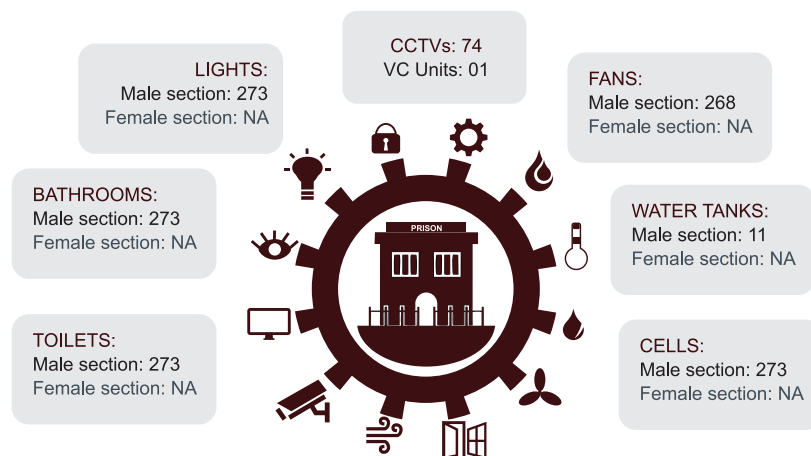 CCTVs: 74
VC Units: 01
LIGHTS:
Male section: 273
Female section: NA
FANS:
Male section: 268
Female section: NA
BATHROOMS:
Male section: 273
Female section: NA
PRISON
WATER TANKS:
Male section: 11
Female section: NA
TOILETS:
Male section: 273
Female section: NA
CELLS:
Male section: 273
Female section: NA